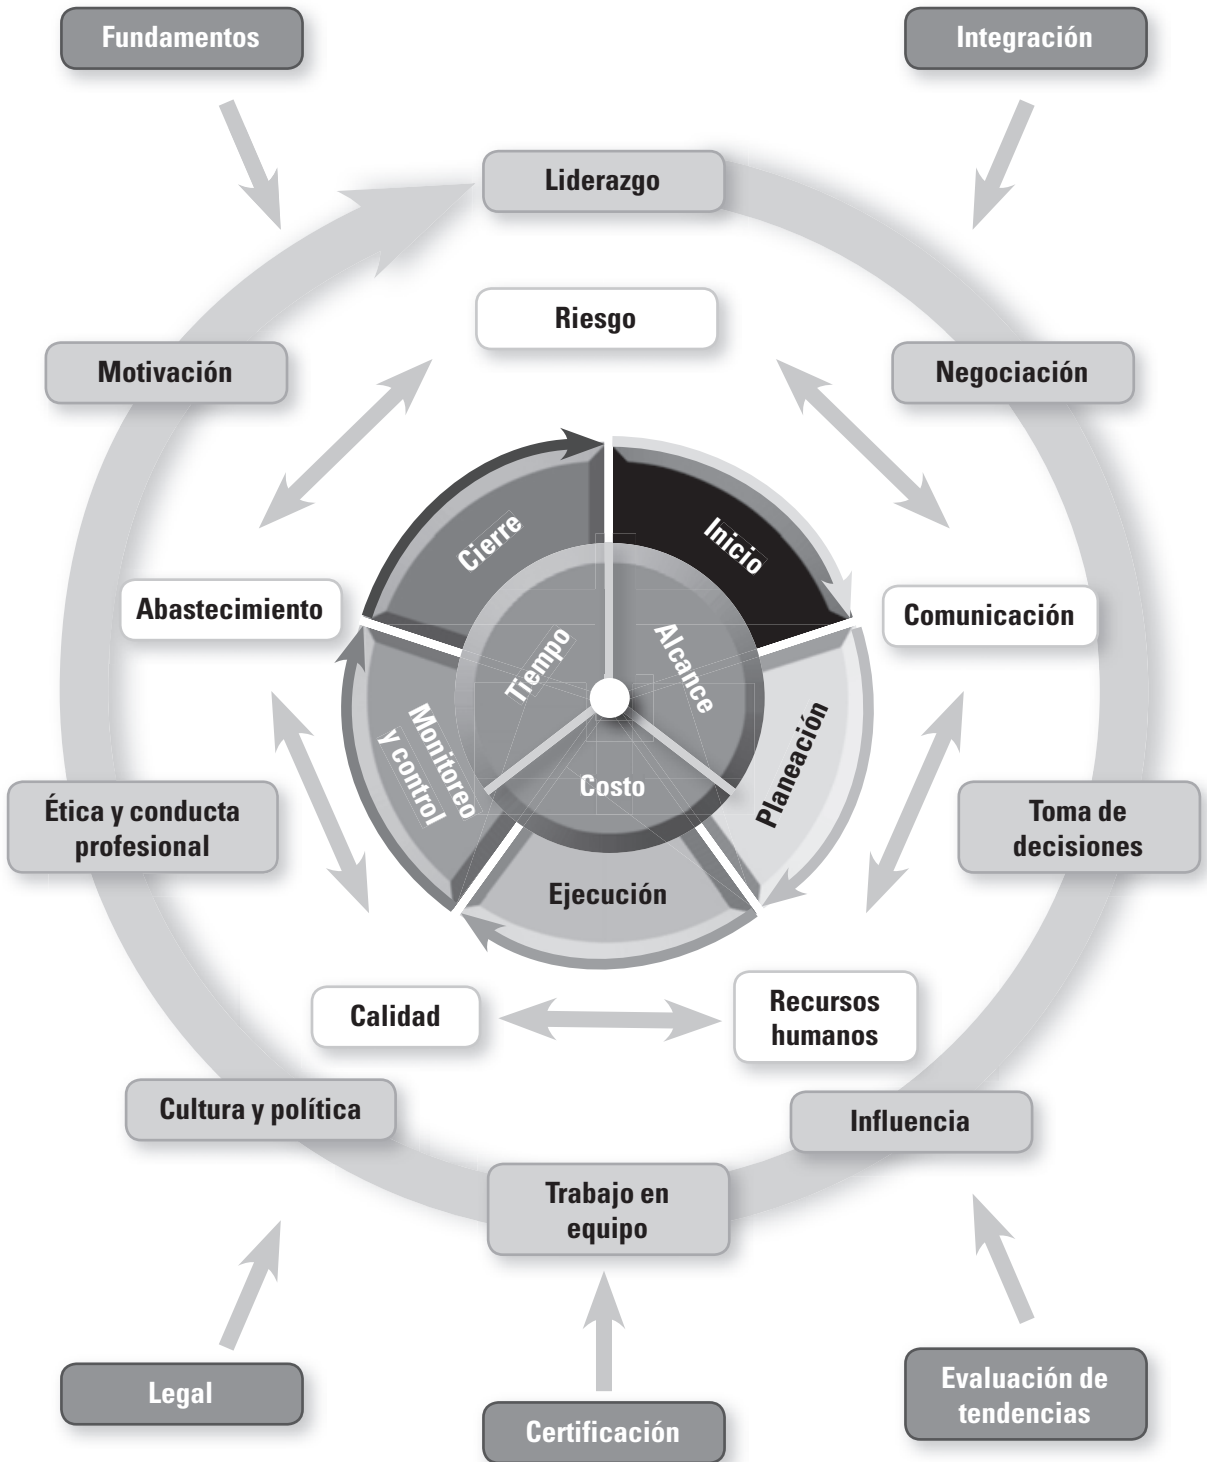 Fundamentos
Integración
Liderazgo
Riesgo
Motivación
Negociación
Cierre
Inicio
Abastecimiento
Comunicación
Tiempo
Alcance
Monitoreo
y control
Planeación
Costo
Ética y conducta
profesional
Toma de
decisiones
Ejecución
Calidad
Recursos
humanos
Cultura y política
Influencia
Trabajo en
equipo
Legal
Certificación
Evaluación de
tendencias